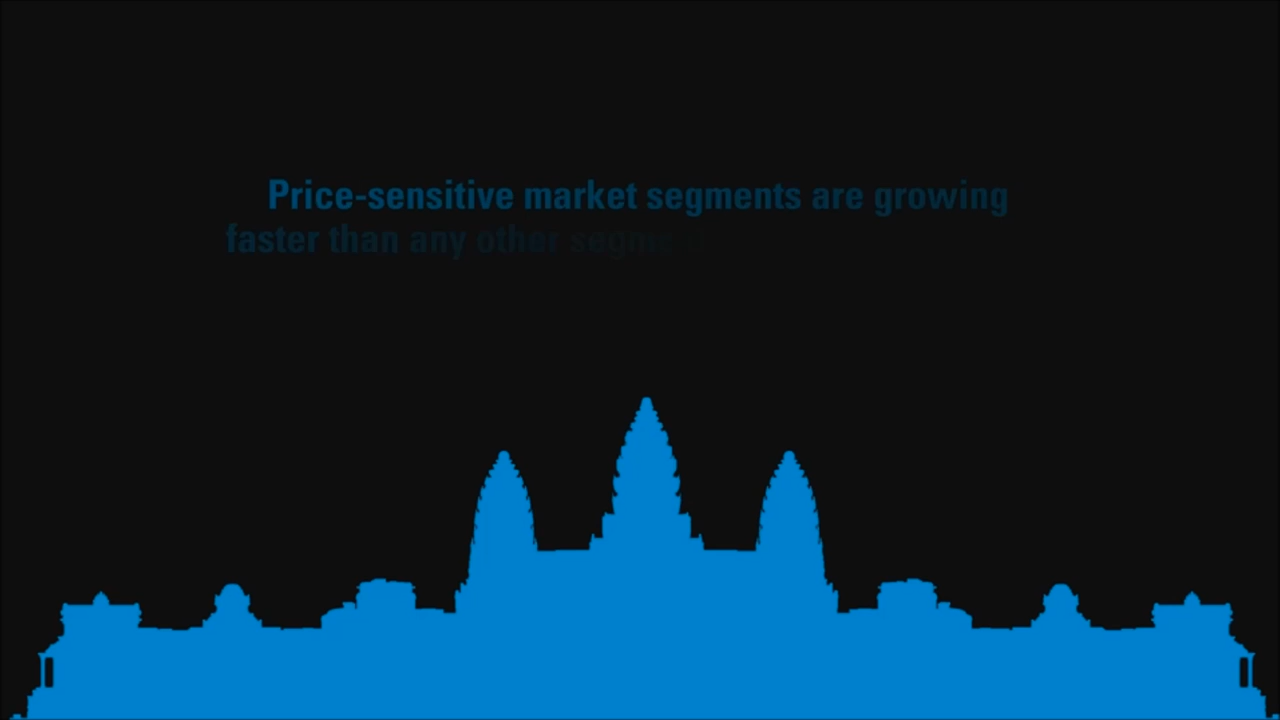 Price-sensitive market segments are growing
faster than any other